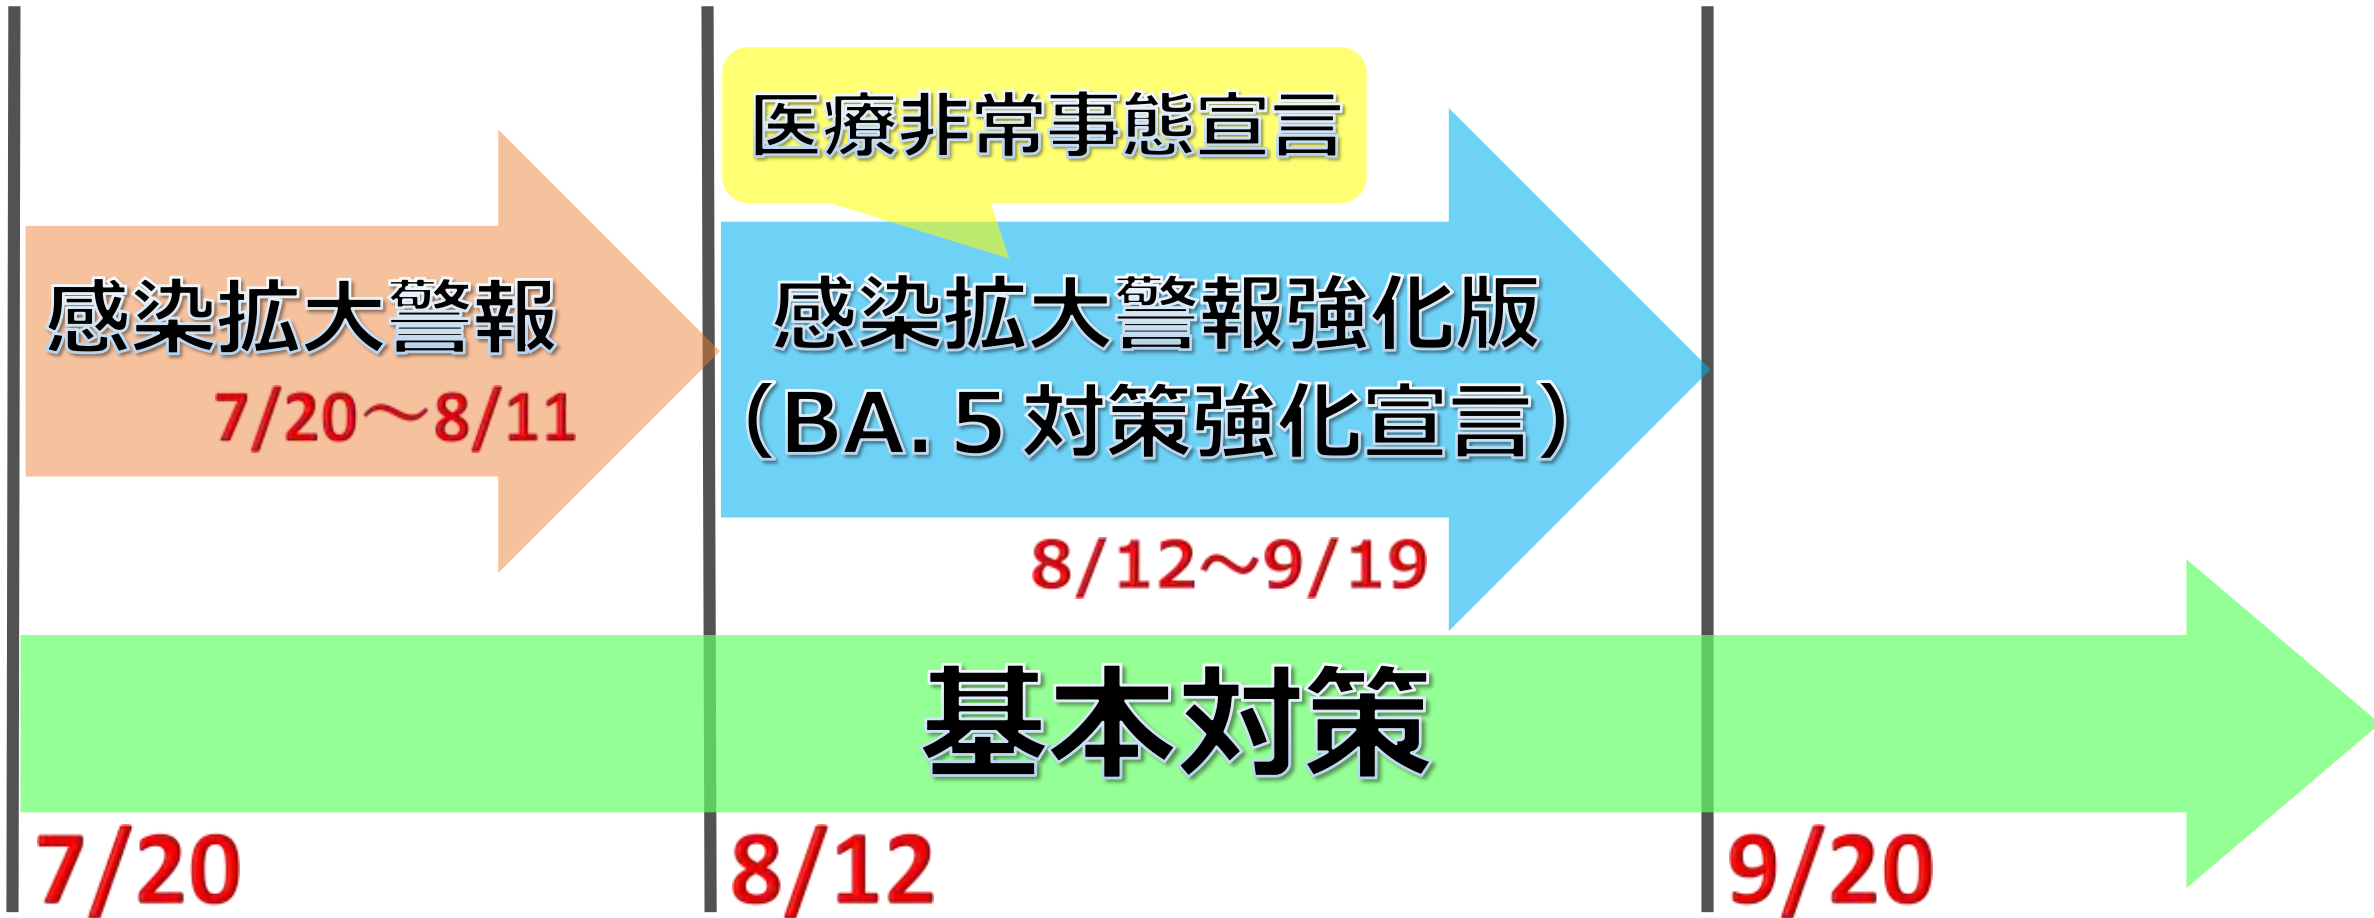 医療非常事態宣言
感染拡大警報
7/20～8/11
感染拡大警報強化版
（BA.５対策強化宣言）
8/12～9/19
基本対策
7/20
8/12
9/20